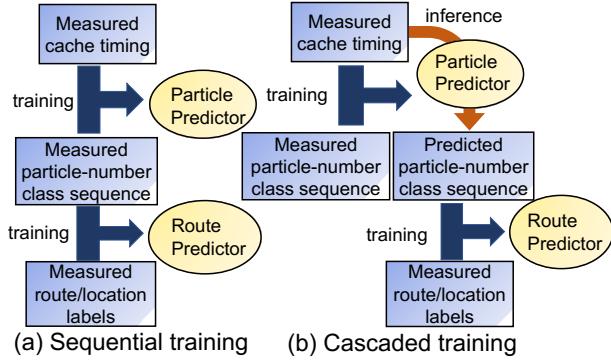 Measured
cache timing
training
Particle
Predictor
Measured
particle-number
class sequence
training
Route
Predictor
Measured
route/location
labels
(a) Sequential training
Measured
cache timing
inference
Particle
Predictor
training
Measured
particle-number
class sequence
Predicted
particle-number
class sequence
training
Route
Predictor
Measured
route/location
labels
(b) Cascaded training